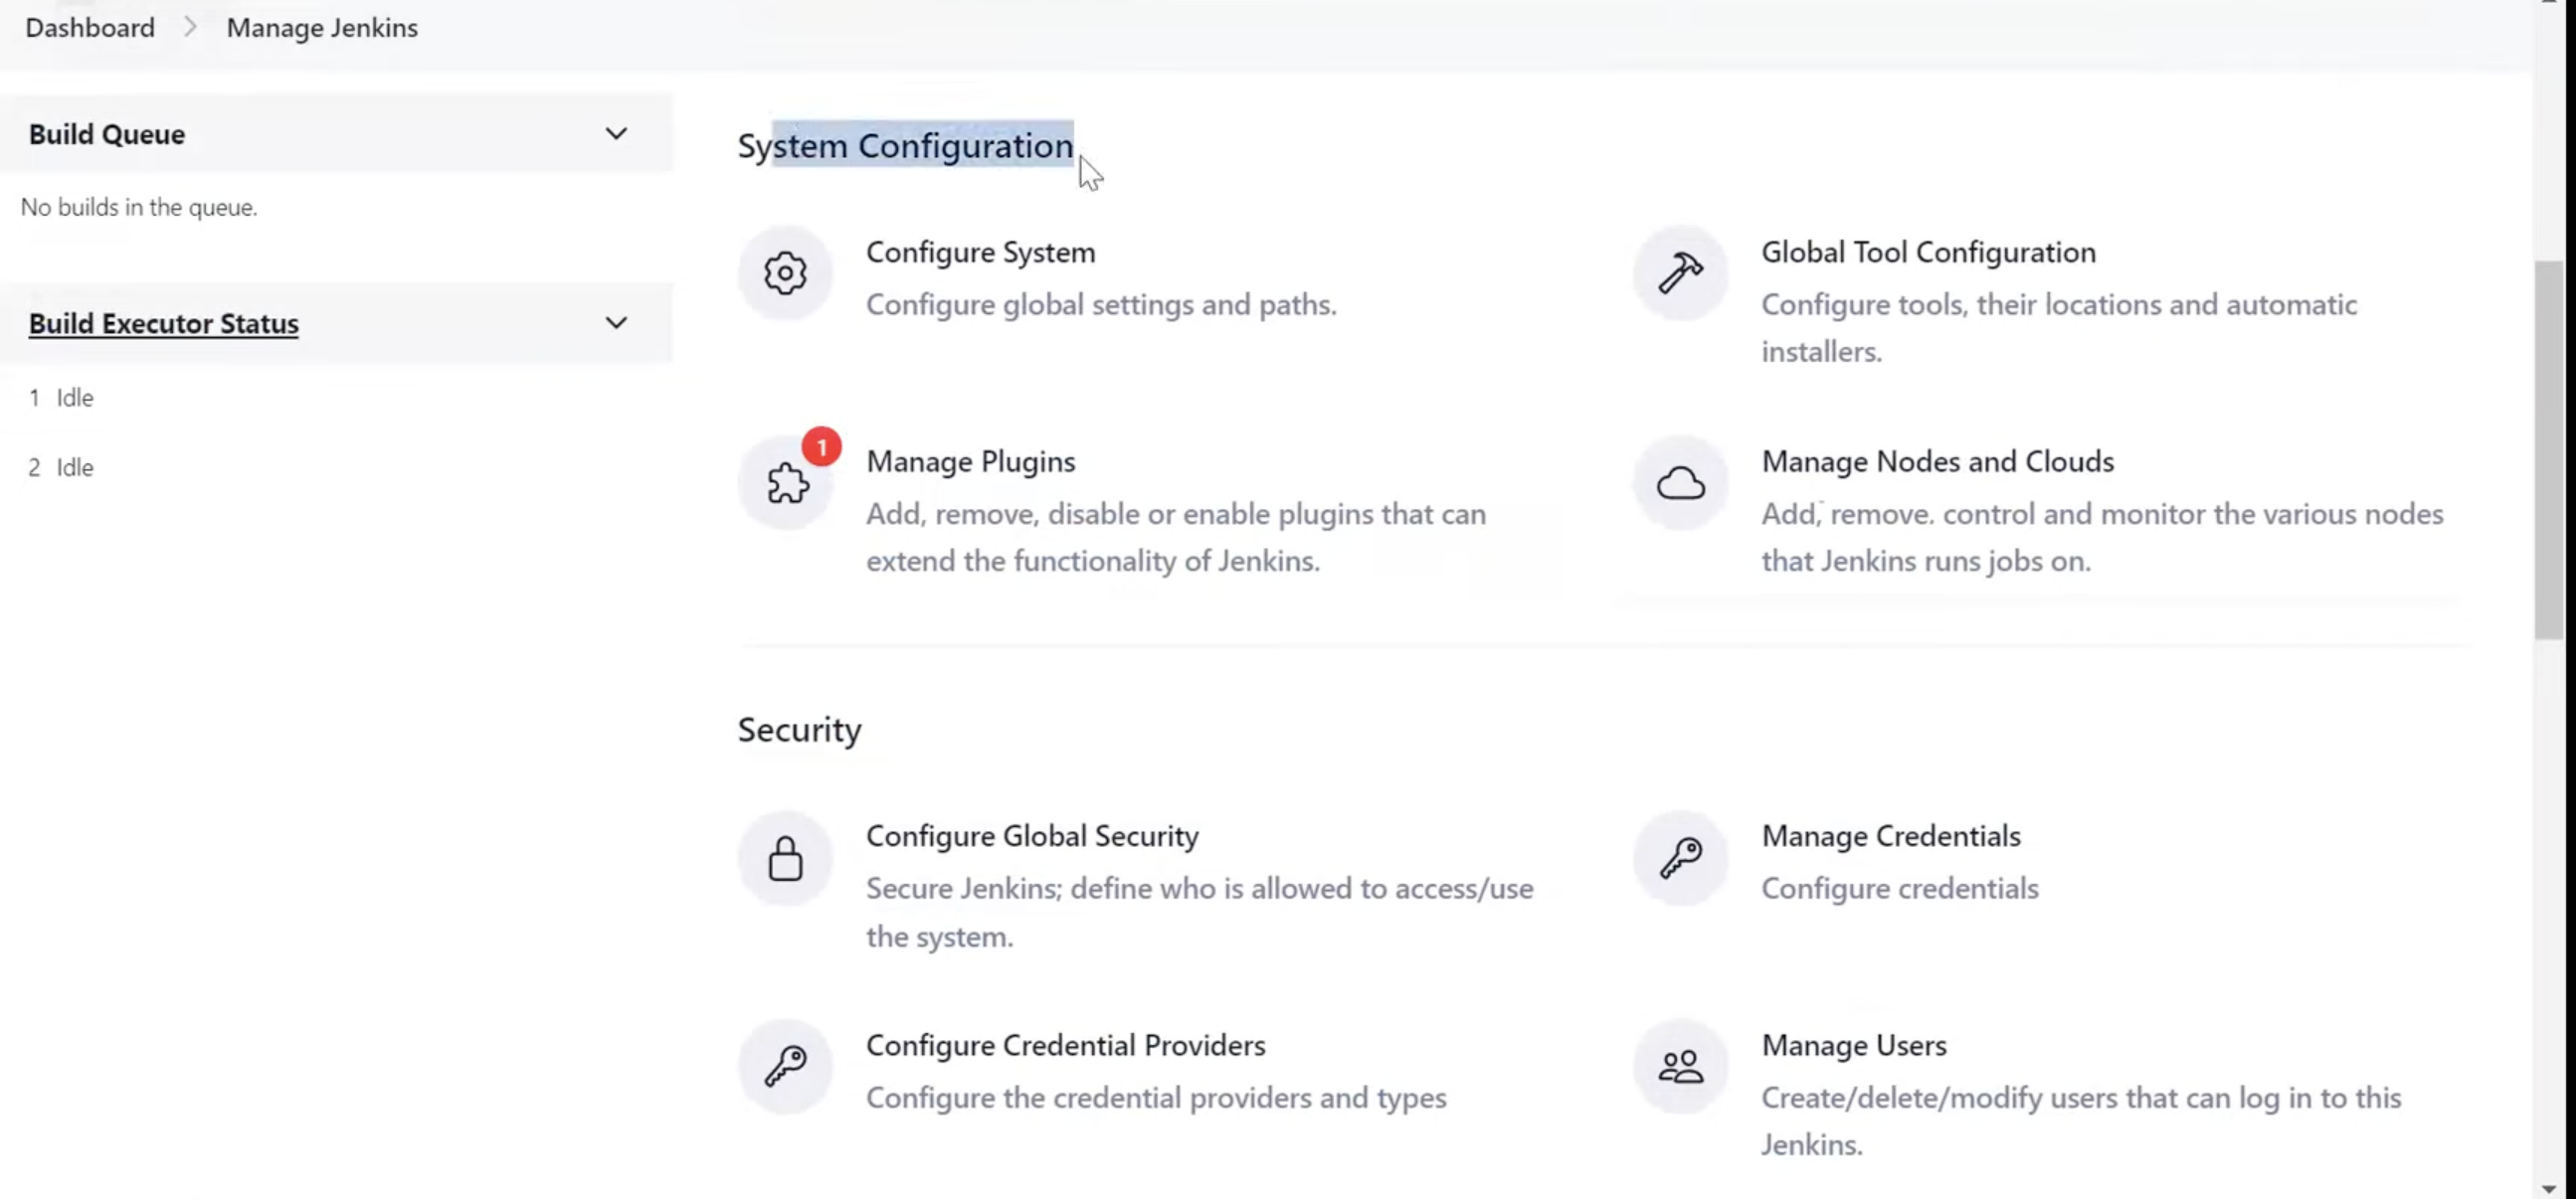 Dashboard > Manage Jenkins
Build Queue
No builds in the queue.
Build Executor Status
1 Idle
2 Idle
System Configuration
Configure System
Configure global settings and paths.
Global Tool Configuration
Configure tools, their locations and automatic
installers.
1
Manage Plugins
Add, remove, disable or enable plugins that can
extend the functionality of Jenkins.
Manage Nodes and Clouds
Add, remove. control and monitor the various nodes
that Jenkins runs jobs on.
Security
Configure Global Security
Secure Jenkins; define who is allowed to access/use
the system.
Manage Credentials
Configure credentials
Configure Credential Providers
Configure the credential providers and types
Manage Users
Create/delete/modify users that can log in to this
Jenkins.